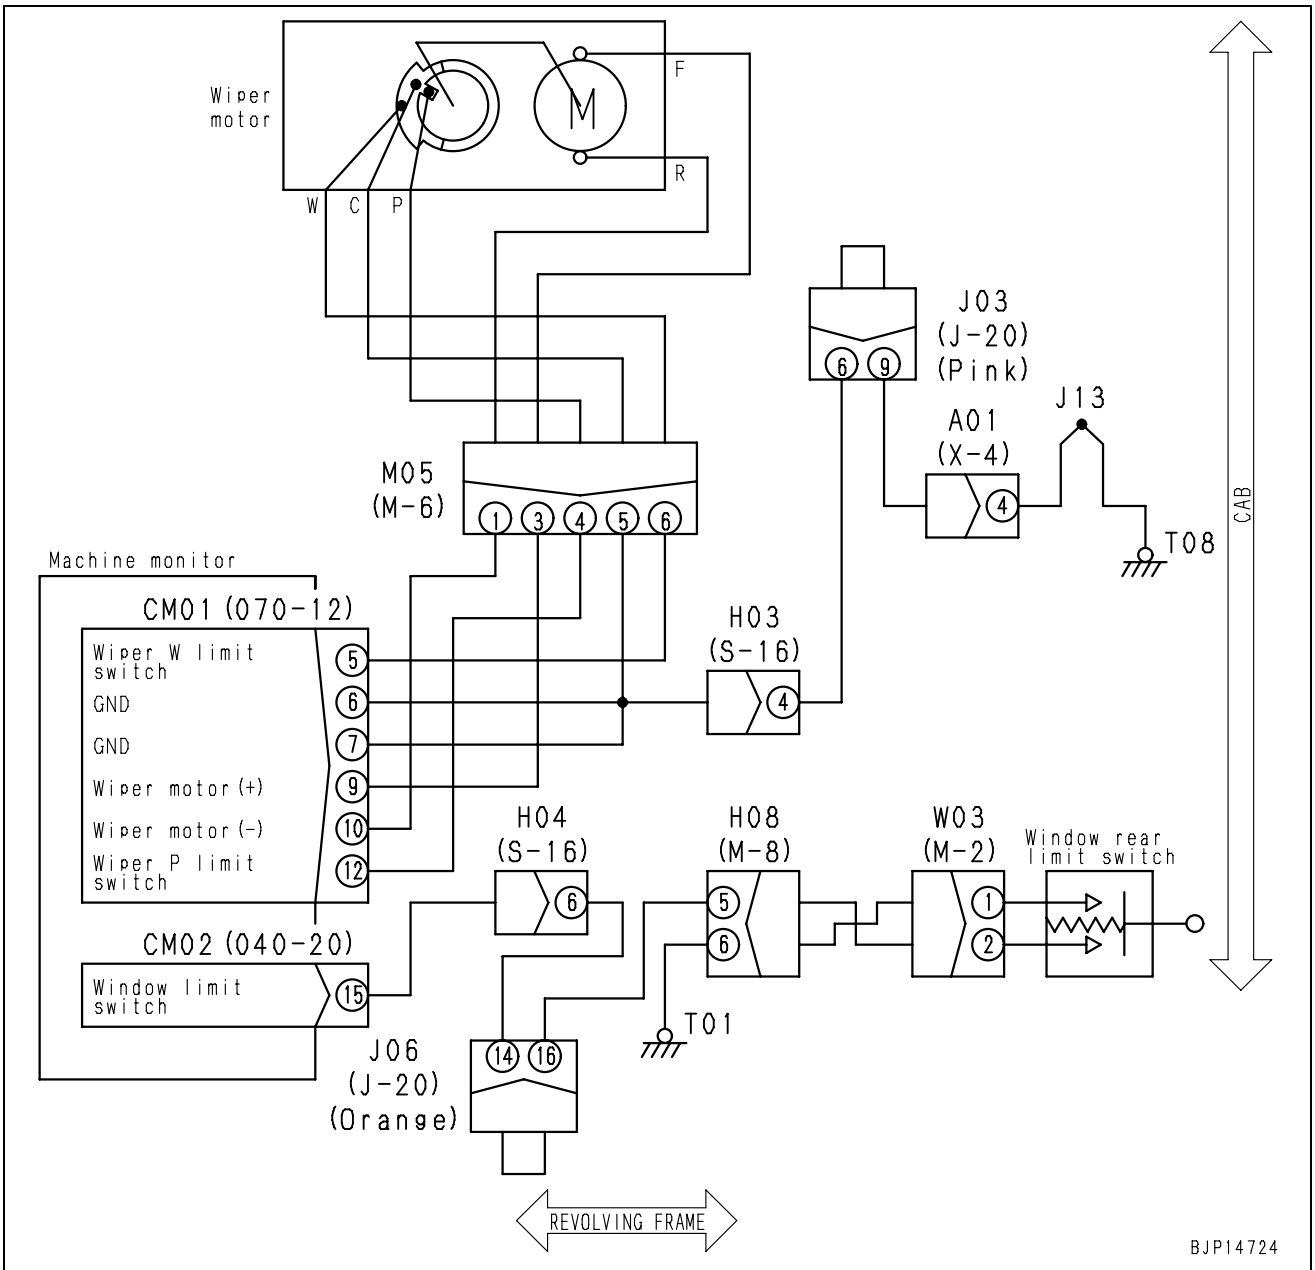 Wiper
motor
M
F
R
W C P
J03
(J-20)
(Pink)
6 9
J13
A01
(X-4)
4
T08
CAB
M05
(M-6)
1 3 4 5 6
Machine monitor
CM01 (070-12)
Wiper W limit
switch
5
GND
6
GND
7
Wiper motor (+)
9
Wiper motor (-)
10
Wiper P limit
switch
12
H03
(S-16)
4
H04
(S-16)
6
H08
(M-8)
5
6
W03
(M-2)
1
2
Window rear
limit switch
CM02 (040-20)
Window limit
switch
15
T01
J06
(J-20)
(Orange)
14 16
REVOLVING FRAME
BJP14724